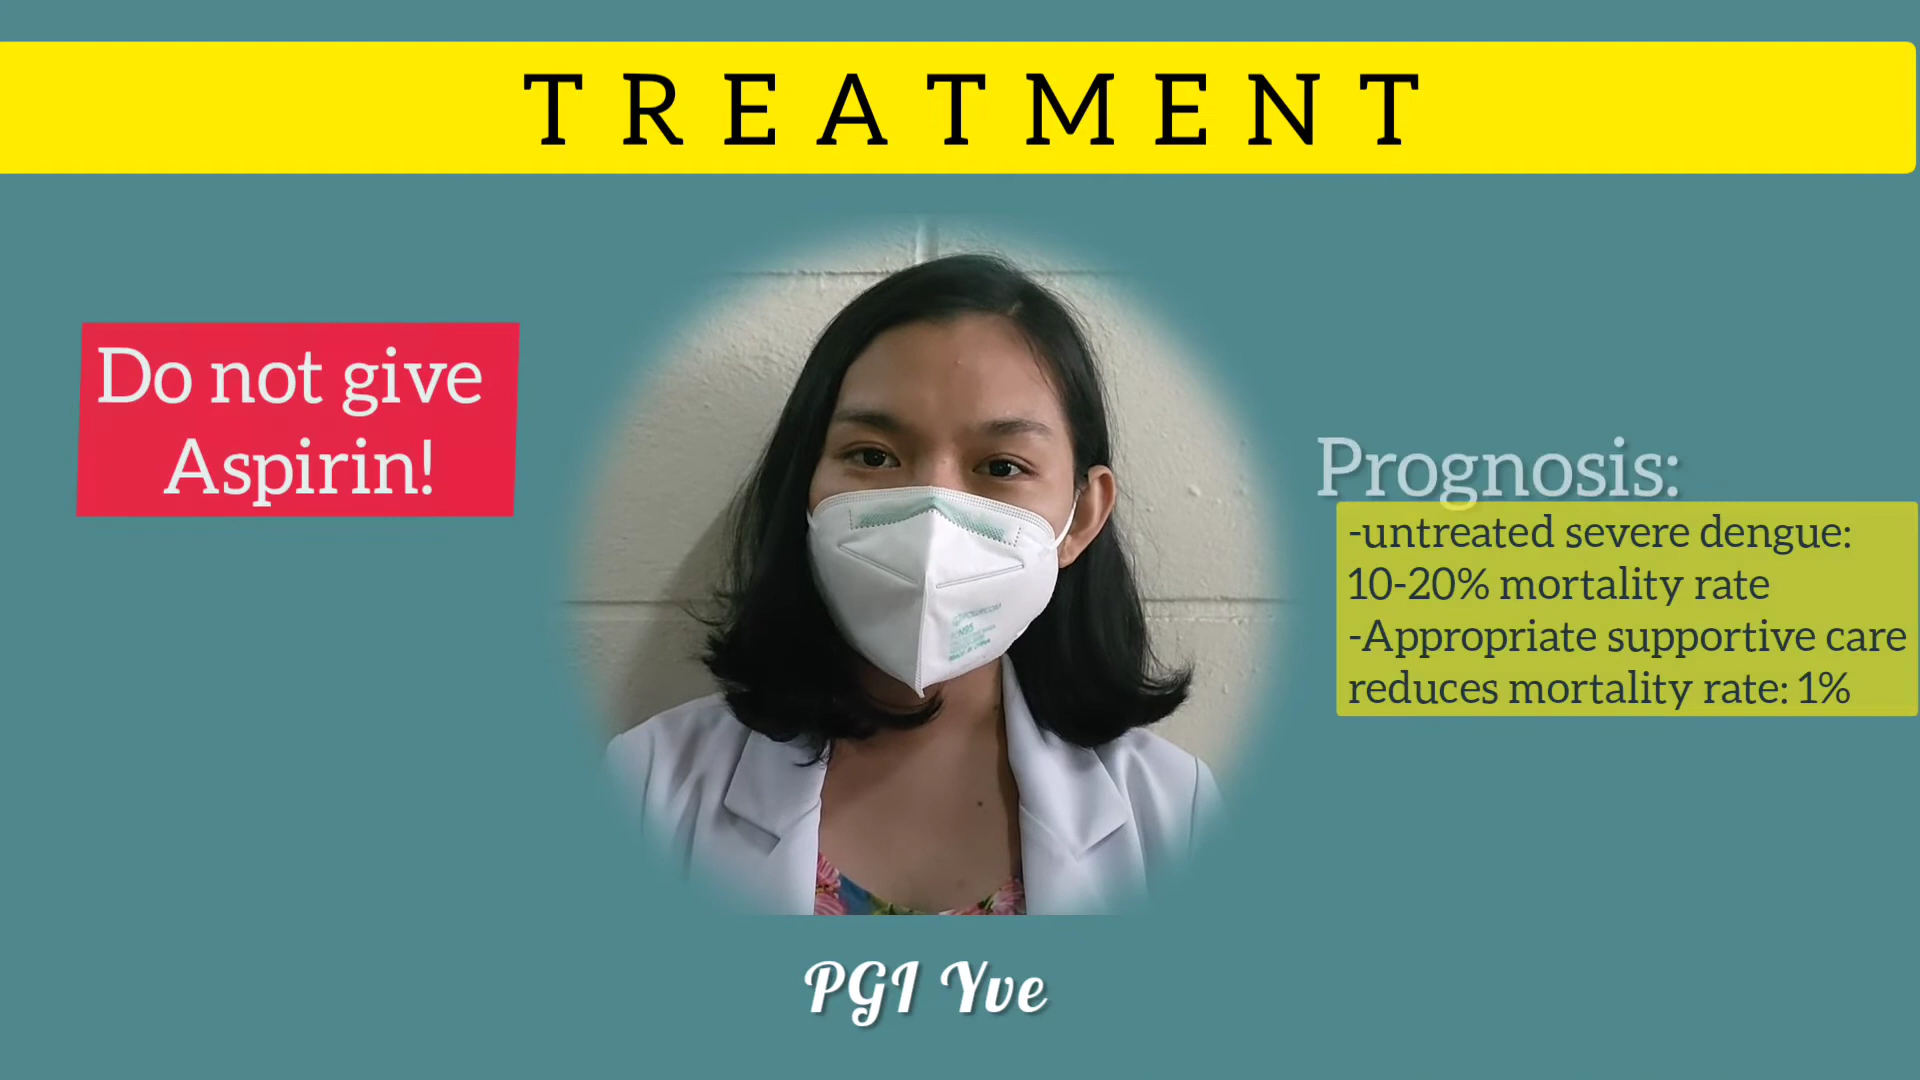 TREATMENT
Do not give
Aspirin!
Prognosis:
-untreated severe dengue:
10-20% mortality rate
-Appropriate supportive care
reduces mortality rate: 1%
KN95
PGI Yve